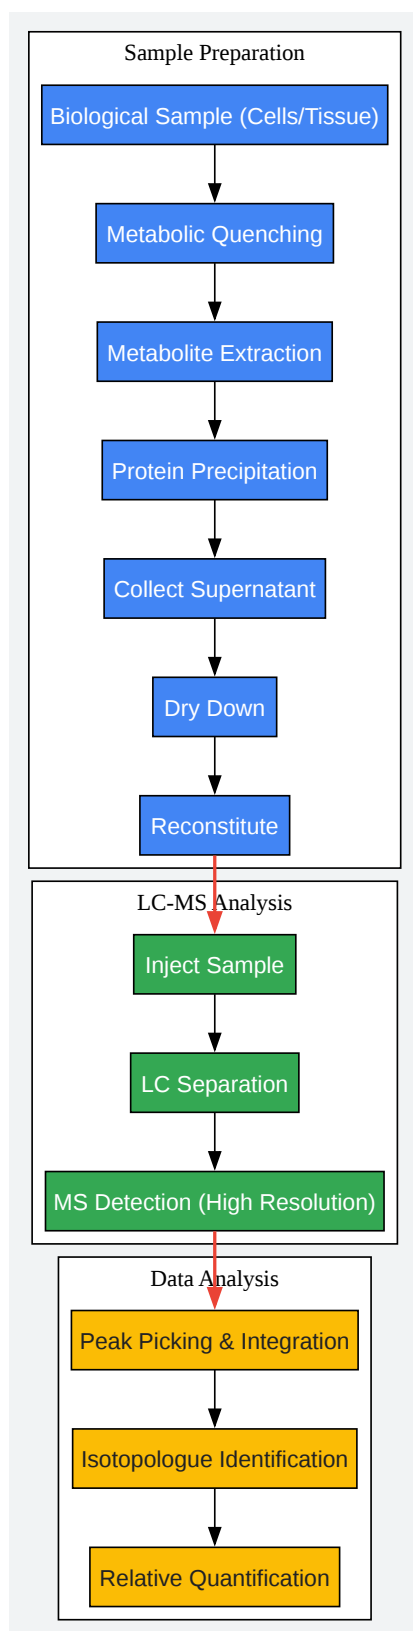 Sample Preparation
Biological Sample (Cells/Tissue)
Metabolic Quenching
Metabolite Extraction
Protein Precipitation
Collect Supernatant
Dry Down
Reconstitute
LC-MS Analysis
Inject Sample
LC Separation
MS Detection (High Resolution)
Data Analysis
Peak Picking & Integration
Isotopologue Identification
Relative Quantification